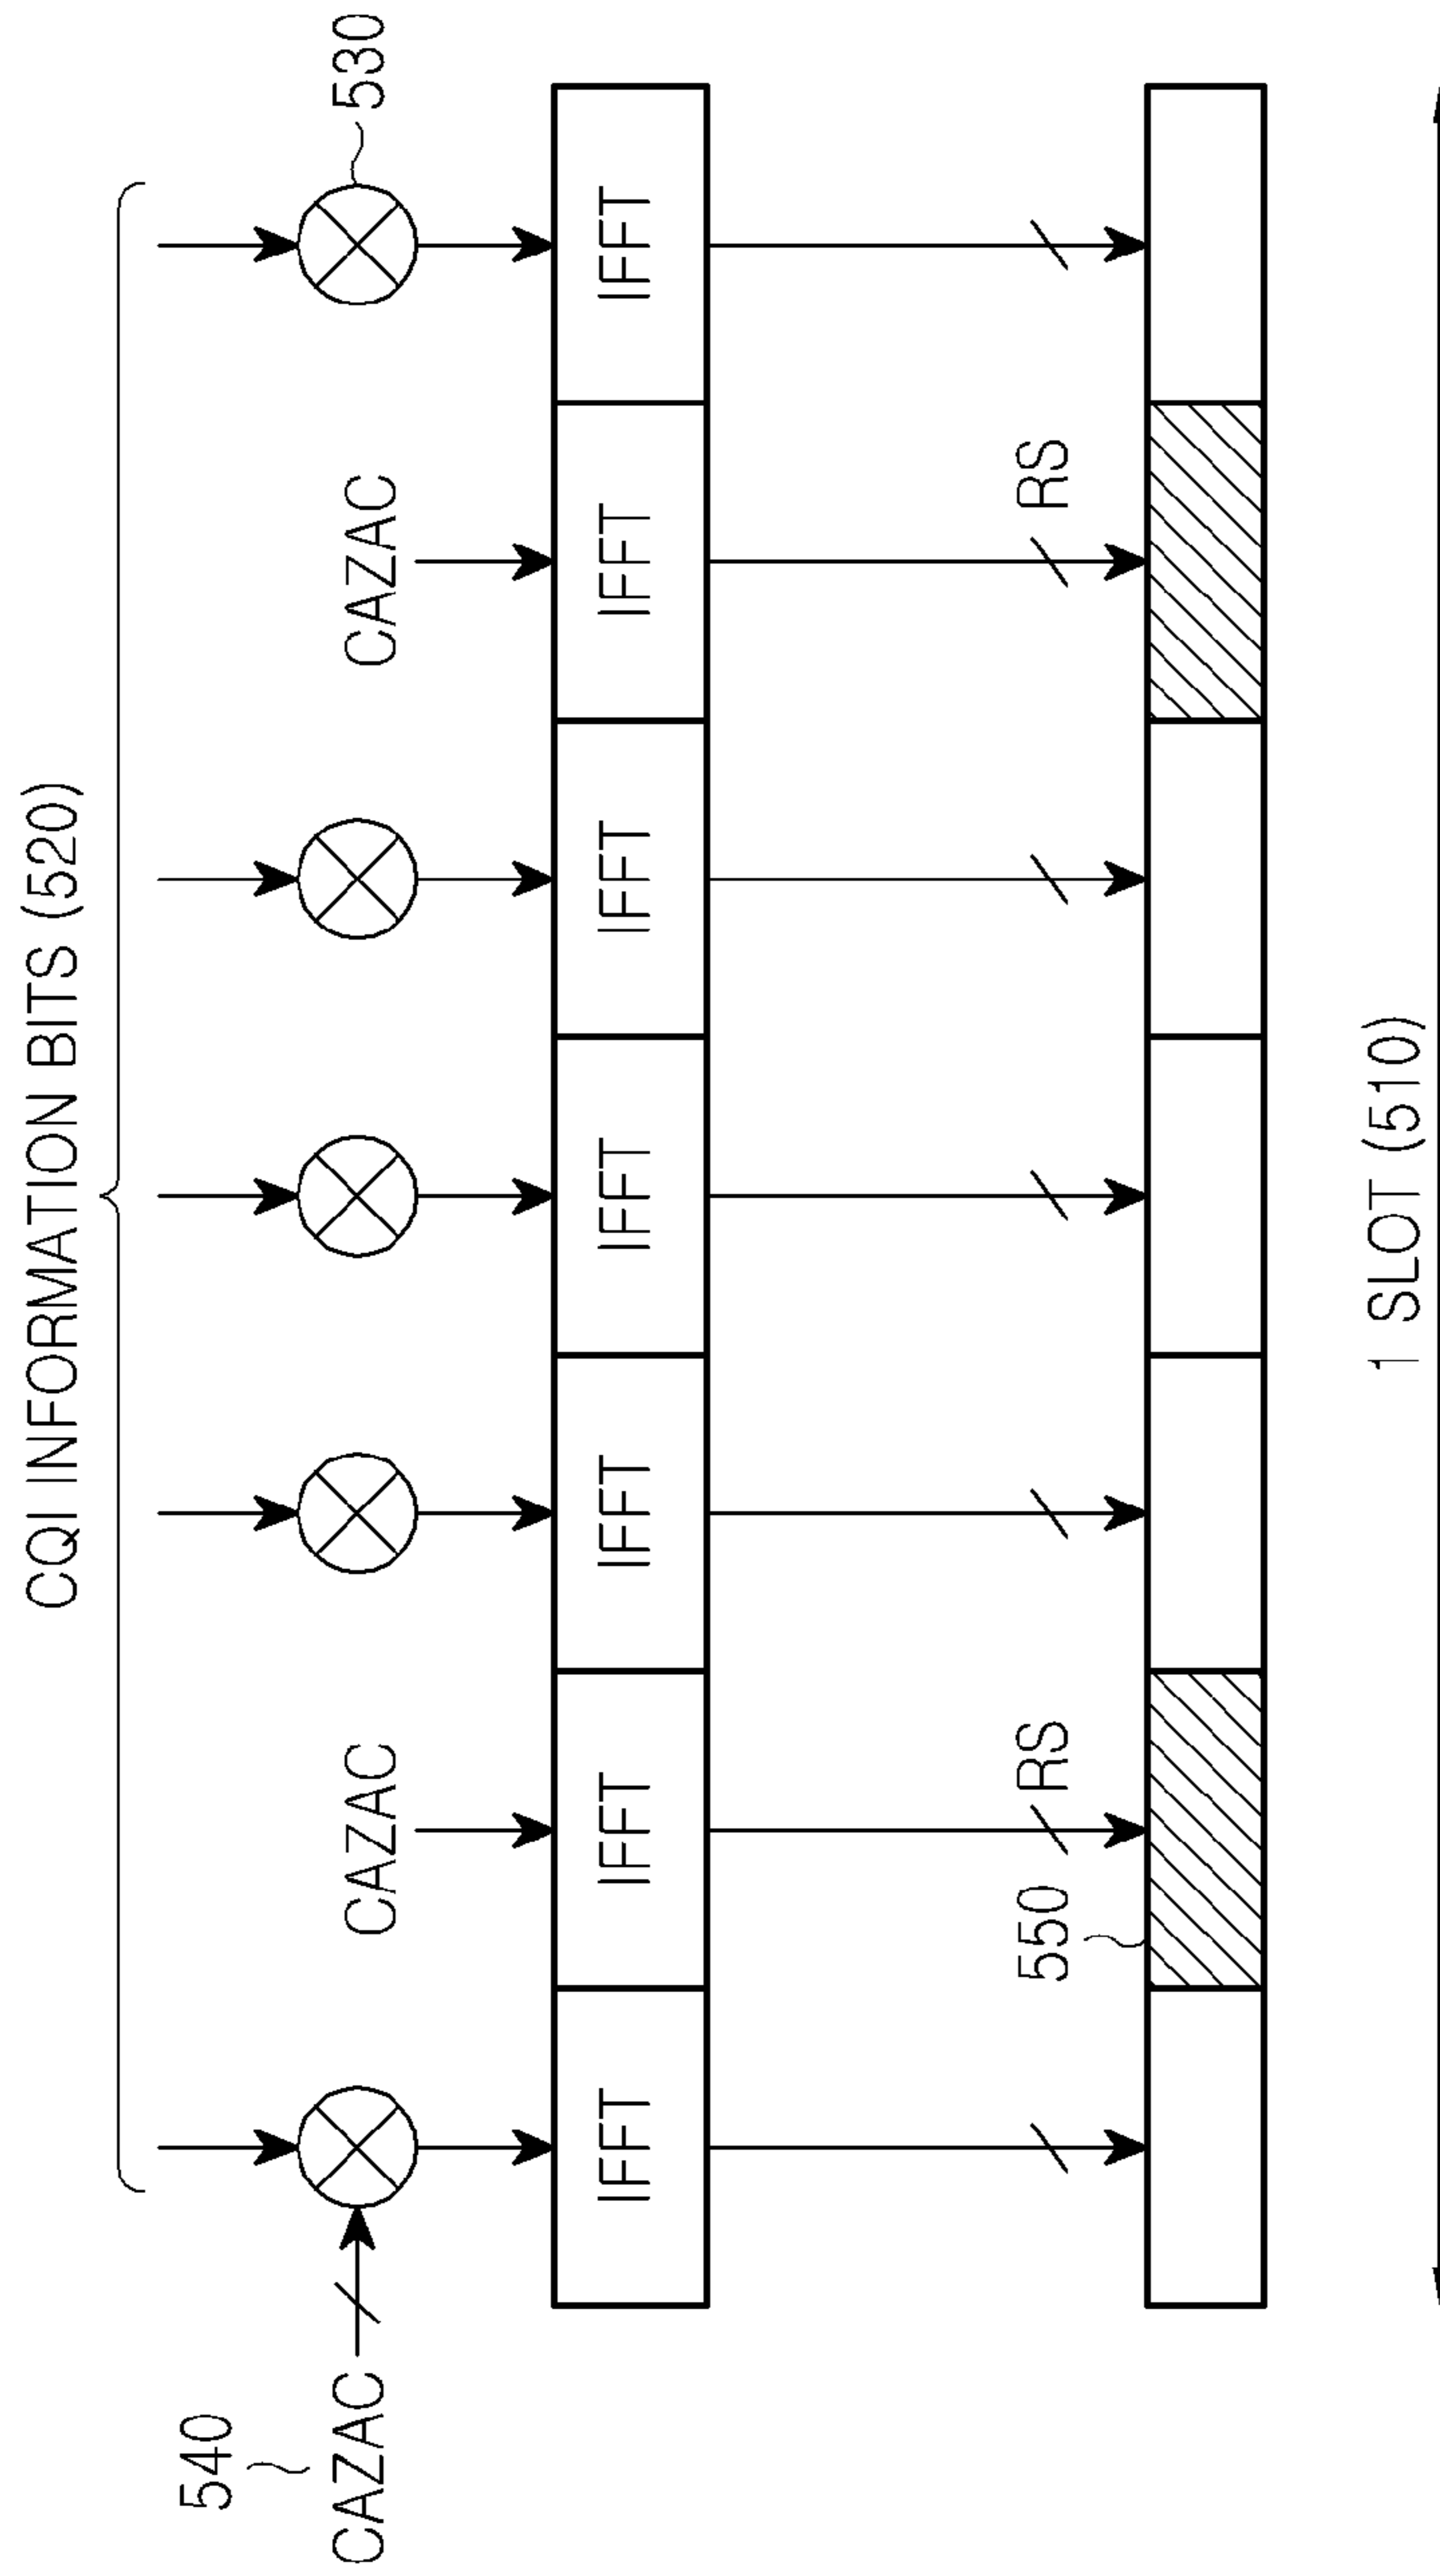 CQI INFORMATION BITS (520)
540
CAZAC
CAZAC
CAZAC
530
IFFT
IFFT
IFFT
IFFT
IFFT
IFFT
IFFT
550
RS
RS
1 SLOT (510)